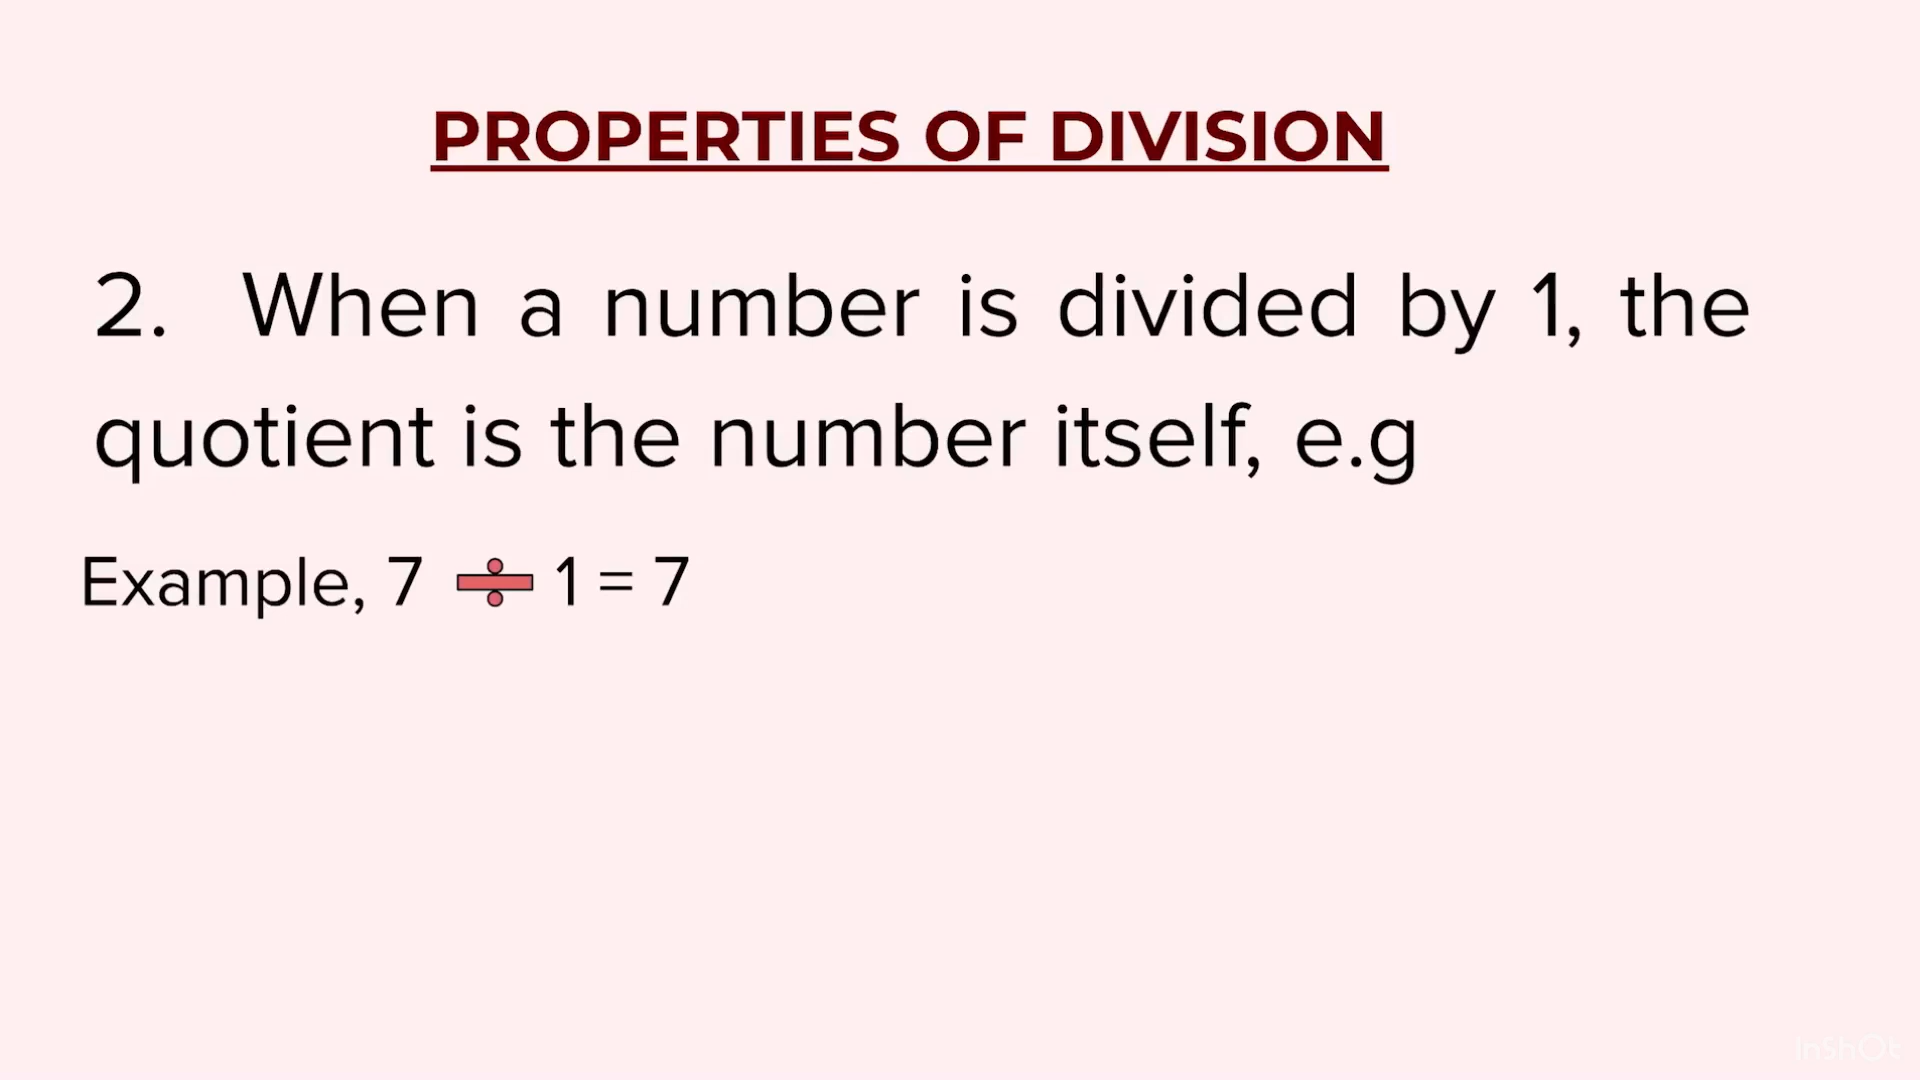 PROPERTIES OF DIVISION
2. When a number is divided by 1, the
quotient is the number itself, e.g
Example, 7 ÷ 1 = 7
InShOt